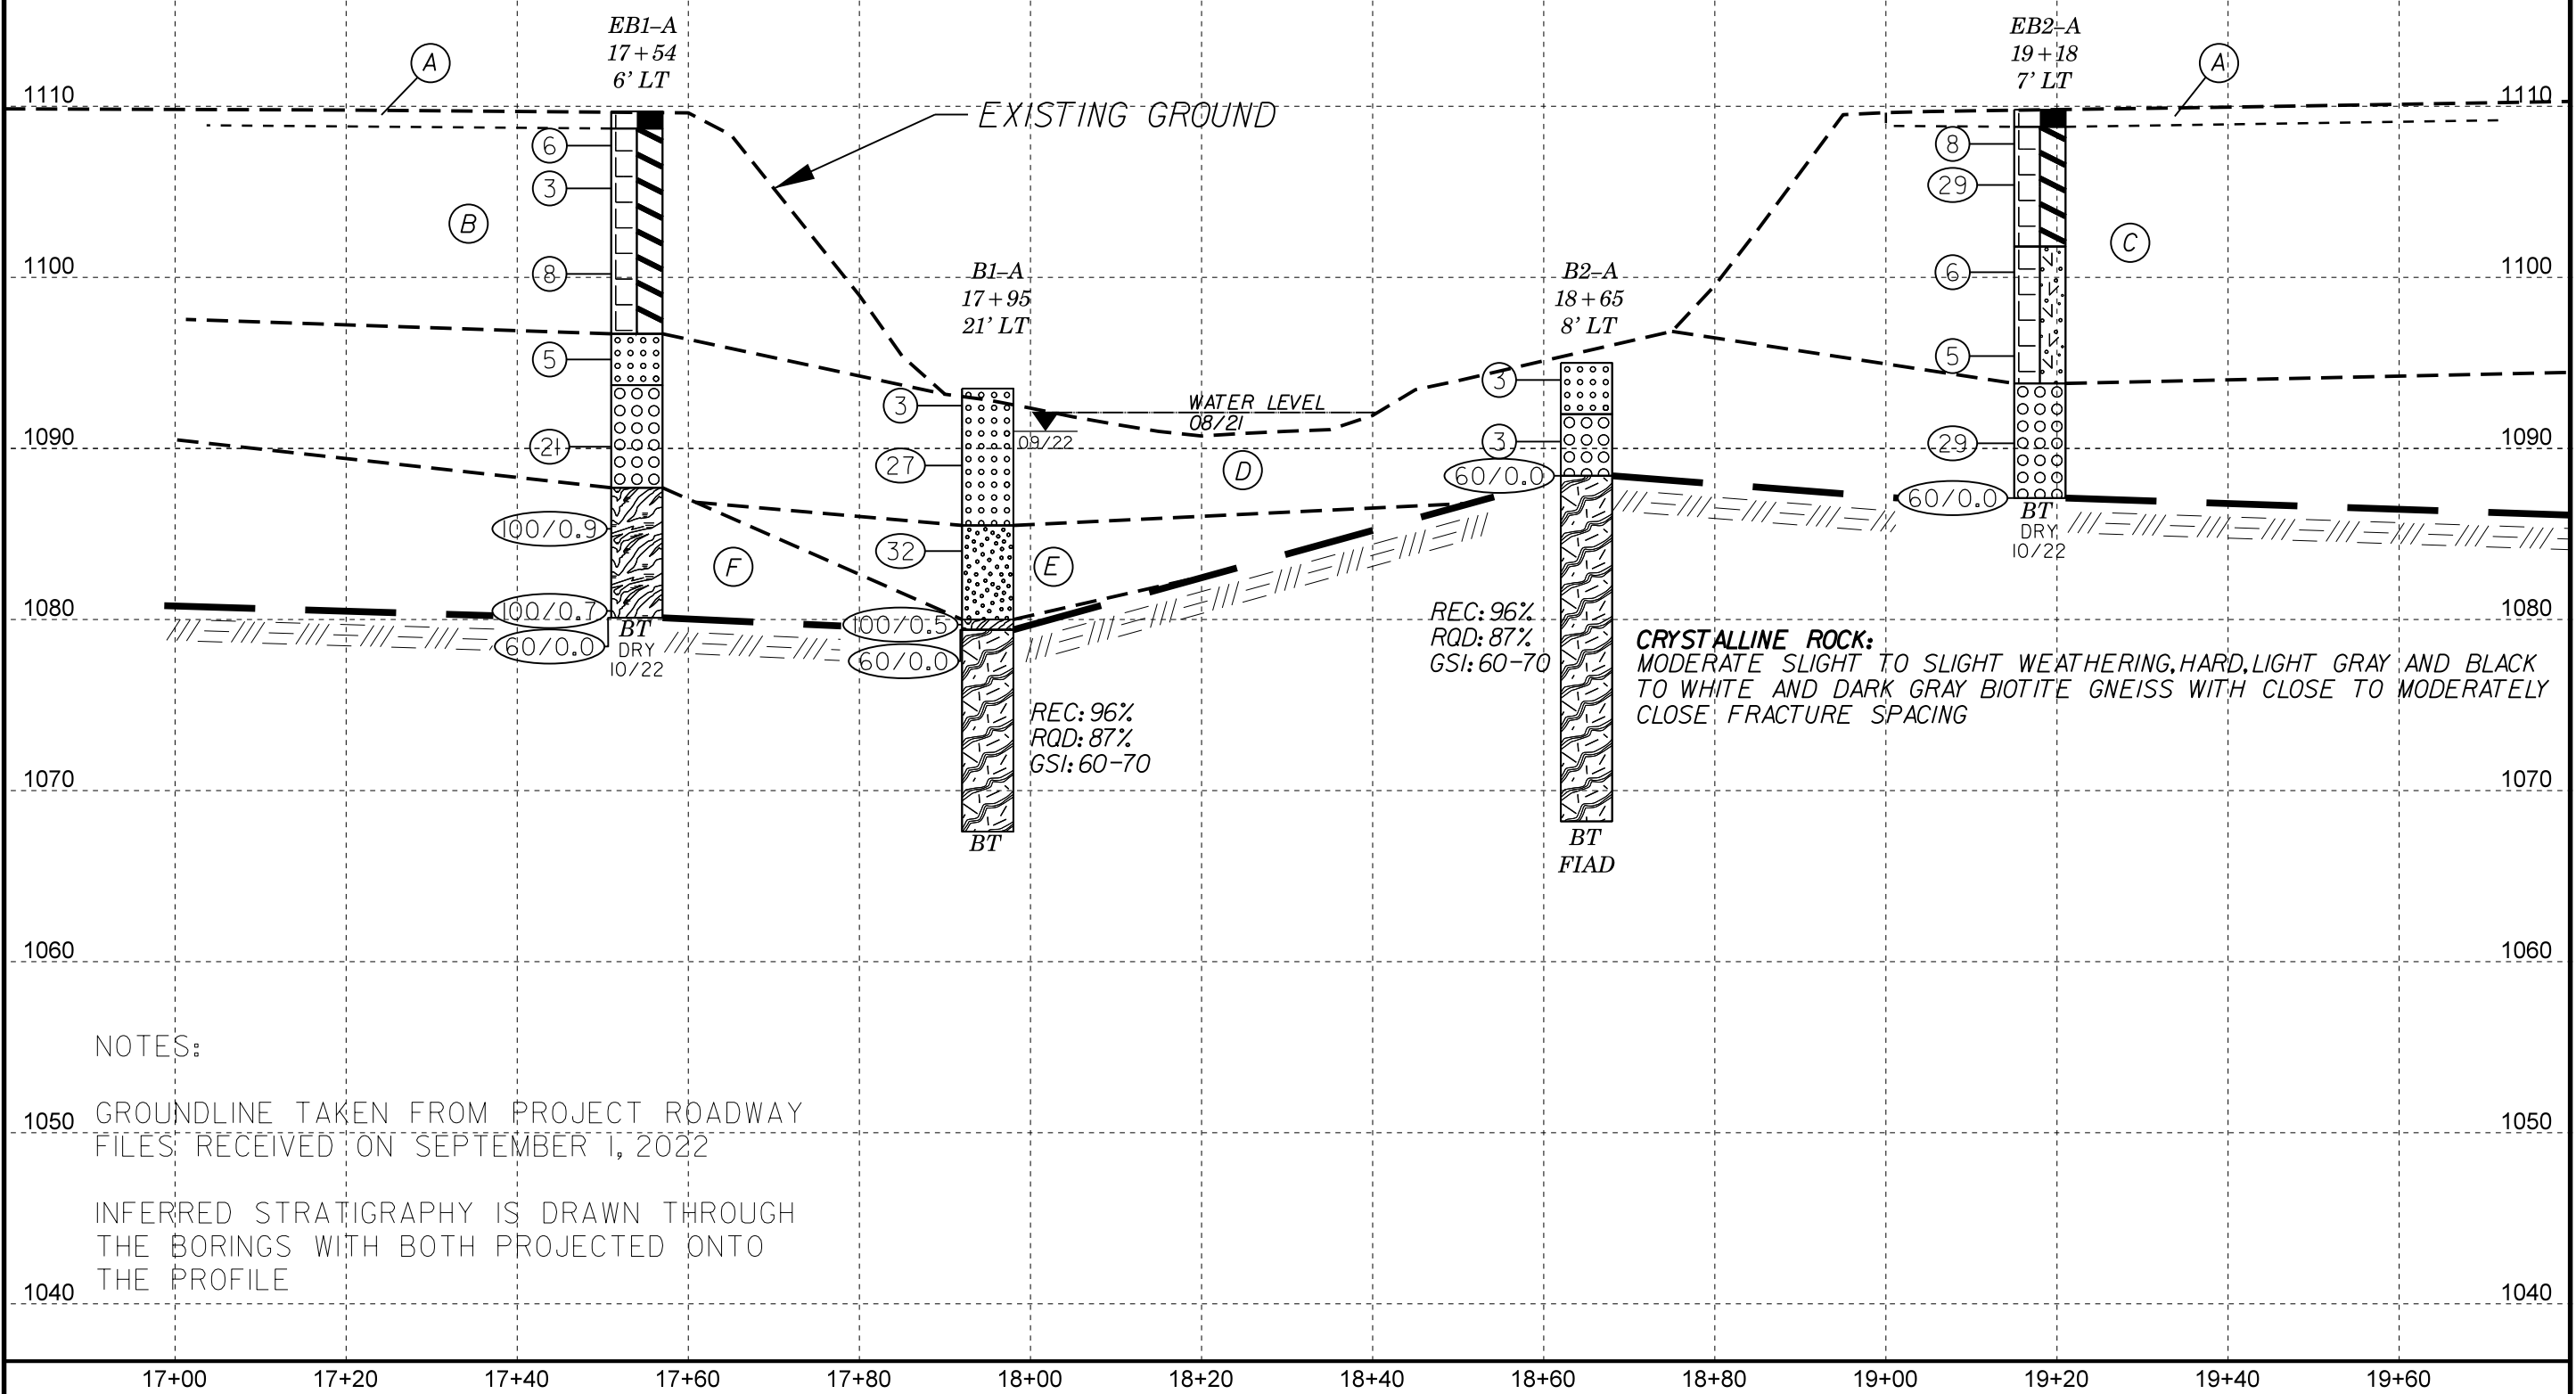 EB1-A
17+54
6' LT
EB2-A
19+18
7' LT
A
A
1110
1110
EXISTING GROUND
6
3
B
8
8
29
C
6
1100
1100
B1-A
17+95
21' LT
B2-A
18+65
8' LT
5
5
3
WATER LEVEL
08/21
09/22
3
1090
1090
21
27
D
3
29
60/0.0
60/0.0
BT
DRY
10/22
100/0.9
32
F
E
1080
1080
100/0.7
60/0.0
BT
DRY
10/22
100/0.5
60/0.0
REC: 96%
RQD: 87%
GSI: 60-70
CRYSTALLINE ROCK:
MODERATE SLIGHT TO SLIGHT WEATHERING, HARD, LIGHT GRAY AND BLACK
TO WHITE AND DARK GRAY BIOTITE GNEISS WITH CLOSE TO MODERATELY
CLOSE FRACTURE SPACING
REC: 96%
RQD: 87%
GSI: 60-70
1070
1070
BT
BT
FIAD
1060
1060
NOTES:
GROUNDLINE TAKEN FROM PROJECT ROADWAY
FILES RECEIVED ON SEPTEMBER 1, 2022
1050
1050
INFERRED STRATIGRAPHY IS DRAWN THROUGH
THE BORINGS WITH BOTH PROJECTED ONTO
THE PROFILE
1040
1040
17+00 17+20 17+40 17+60 17+80 18+00 18+20 18+40 18+60 18+80 19+00 19+20 19+40 19+60